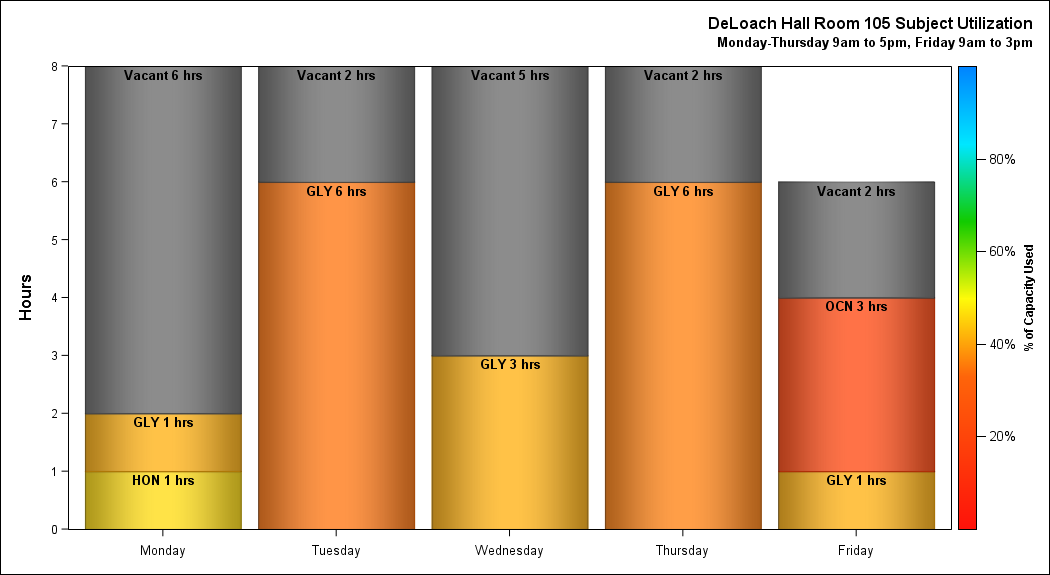 DeLoach Hall Room 105 Subject Utilization
Monday-Thursday 9am to 5pm, Friday 9am to 3pm
Hours
8
7
6
5
4
3
2
1
0
Vacant 6 hrs
GLY 1 hrs
HON 1 hrs
Vacant 2 hrs
GLY 6 hrs
Vacant 5 hrs
GLY 3 hrs
Vacant 2 hrs
GLY 6 hrs
Vacant 2 hrs
OCN 3 hrs
GLY 1 hrs
Monday
Tuesday
Wednesday
Thursday
Friday
80%
60%
40%
20%
% of Capacity Used